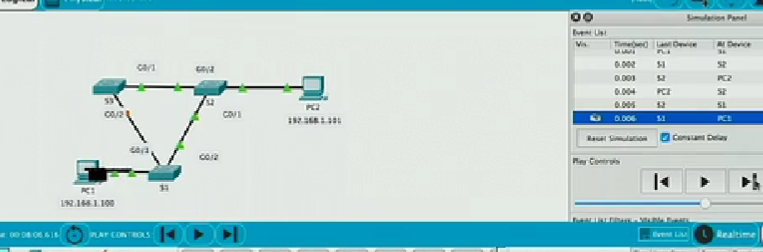 Simulation Panel
Event List
Vis. Time(sec) Last Device At Device
0.002 S1 S2
0.003 S2 PC2
0.004 PC2 S2
0.005 S2 S1
0.006 S1 PC1
Reset Simulation Constant Delay
Play Controls
G0/1 G0/2
S3 S2
G0/2 G0/1
PC2
192.168.1.101
G0/1 G0/2
S1
PC1
192.168.1.100
PLAY CONTROLS
Event List Realtime